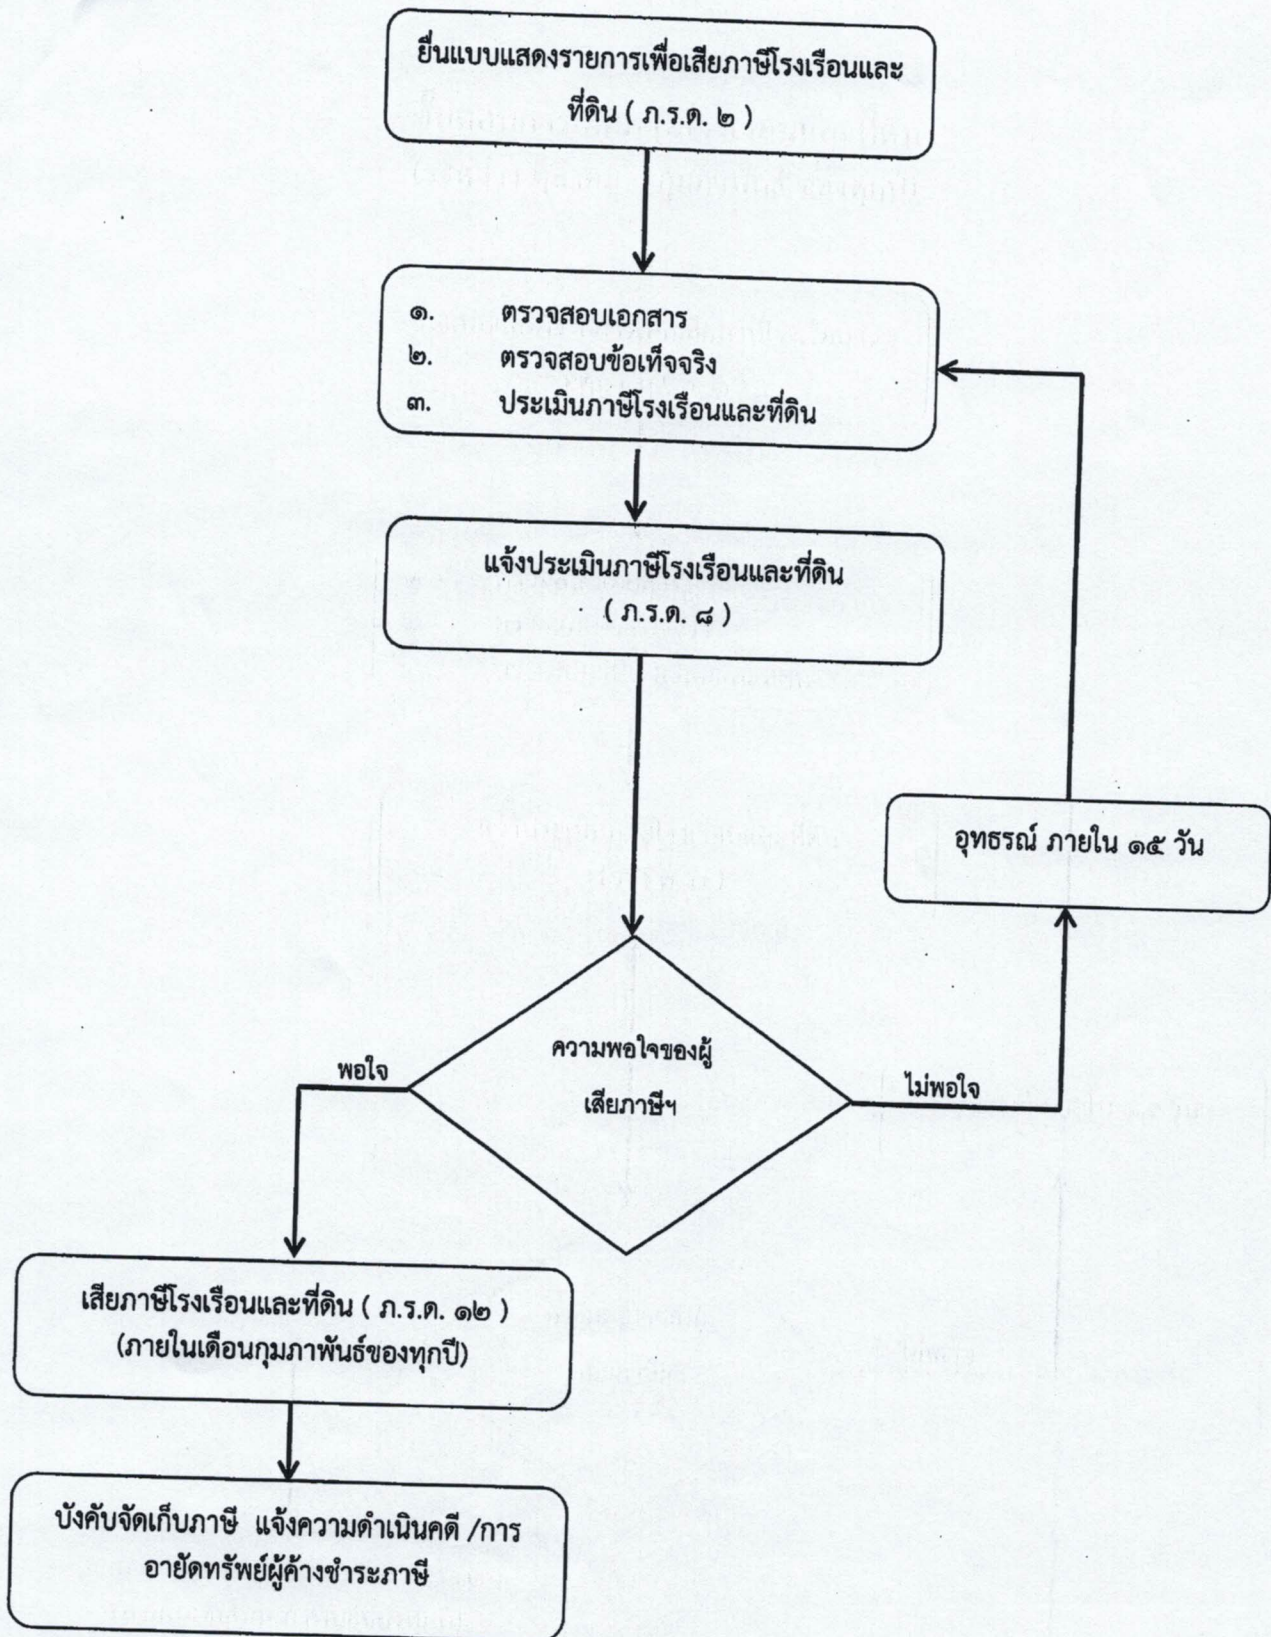 ยื่นแบบแสดงรายการเพื่อเสียภาษีโรงเรือนและ
ที่ดิน ( ภ.ร.ด. ๒ )
๑. ตรวจสอบเอกสาร
๒. ตรวจสอบข้อเท็จจริง
๓. ประเมินภาษีโรงเรือนและที่ดิน
แจ้งประเมินภาษีโรงเรือนและที่ดิน
( ภ.ร.ด. ๘ )
อุทธรณ์ ภายใน ๑๕ วัน
ความพอใจของผู้
เสียภาษีฯ
พอใจ
ไม่พอใจ
เสียภาษีโรงเรือนและที่ดิน ( ภ.ร.ด. ๑๒ )
(ภายในเดือนกุมภาพันธ์ของทุกปี)
บังคับจัดเก็บภาษี แจ้งความดำเนินคดี /การ
อายัดทรัพย์ผู้ค้างชำระภาษี